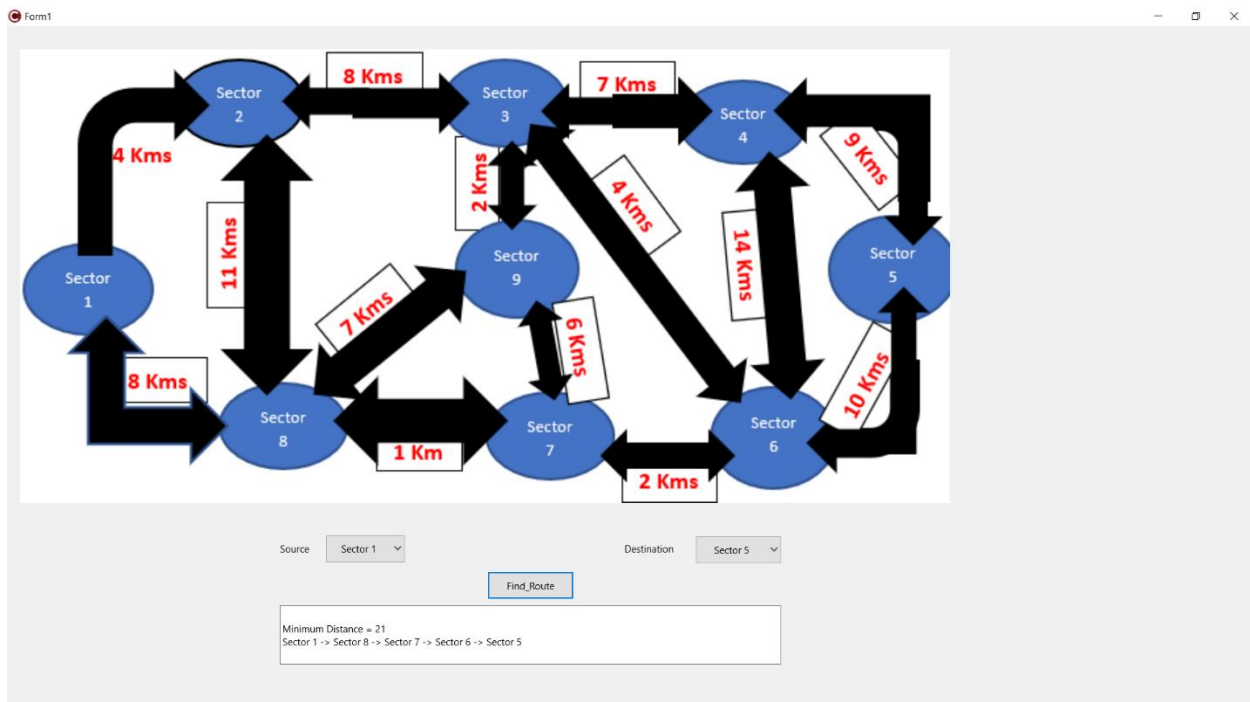 Form1
8 Kms
7 Kms
Sector
2
Sector
3
Sector
4
4 Kms
9 Kms
2 Kms
4 Kms
11 Kms
14 Kms
Sector
9
Sector
5
Sector
1
7 Kms
6 Kms
8 Kms
10 Kms
Sector
8
Sector
7
Sector
6
1 Km
2 Kms
Source
Sector 1
Destination
Sector 5
Find_Route
Minimum Distance = 21
Sector 1 -> Sector 8 -> Sector 7 -> Sector 6 -> Sector 5